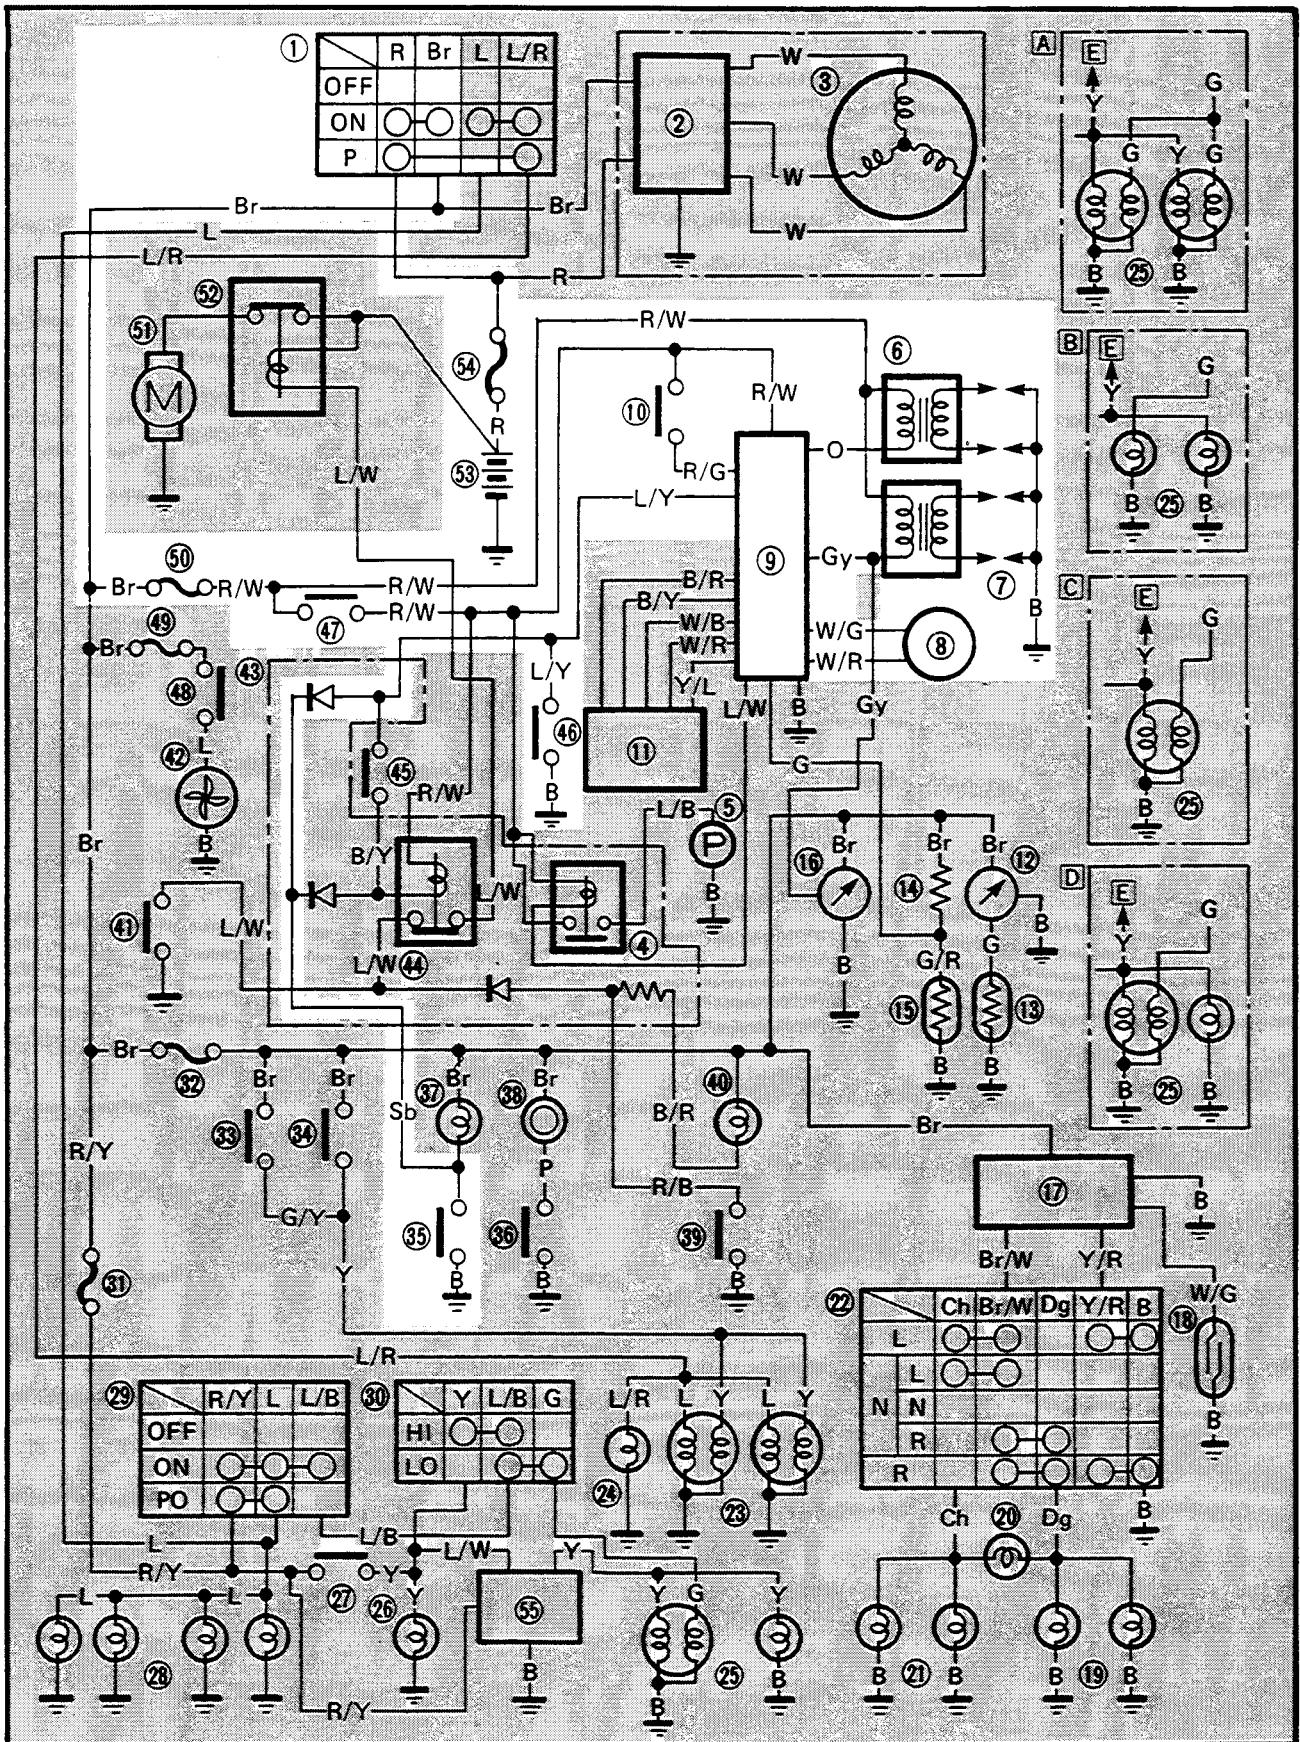 ① R Br L L/R
OFF
ON
P
② ③ W
W
W
A E
Y
G
G Y G
B ㉕ B
Br
Br
L
L/R
R
52
51
M
54
R
53
L/W
R/W
⑥
⑩
R/W
R/G
O
L/Y
Gy
⑨
⑦
B
B E
Y
G
B ㉕ B
50
Br R/W
R/W
R/W
47
49
Br
48
43
L
42
B
B/R
B/Y
W/B
W/R
Y/L
W/G
W/R
⑧
L/W B
Gy
G
⑪
L/Y
46
B
C E
Y
G
B ㉕
45
R/W
B/Y
L/W
L/B ⑤
P
B
④
L/W 44
41
L/W
Br
16 Br
Br
14
Br 12
B
G/R
G
B
15
13
B B
D E
Y
G
B ㉕ B
Br
32
Br Br
33 34
Sb
37 Br
38 Br
40
B/R
P
R/B
R/Y
G/Y
35
36
39
B
B
B
Y
31
Br
17
B
Br/W Y/R
W/G
18
B
22 Ch Br/W Dg Y/R B
L
L
N N
R
R
L/R
29 R/Y L L/B
OFF
ON
PO
30 Y L/B G
HI
LO
L/R L Y L Y
24
23
Ch 20 Dg B
L
L/B
R/Y
27
Y
26 Y
L/W
Y
55
B
Y G Y
25
B
L L
28
R/Y
B 21 B
B 19 B